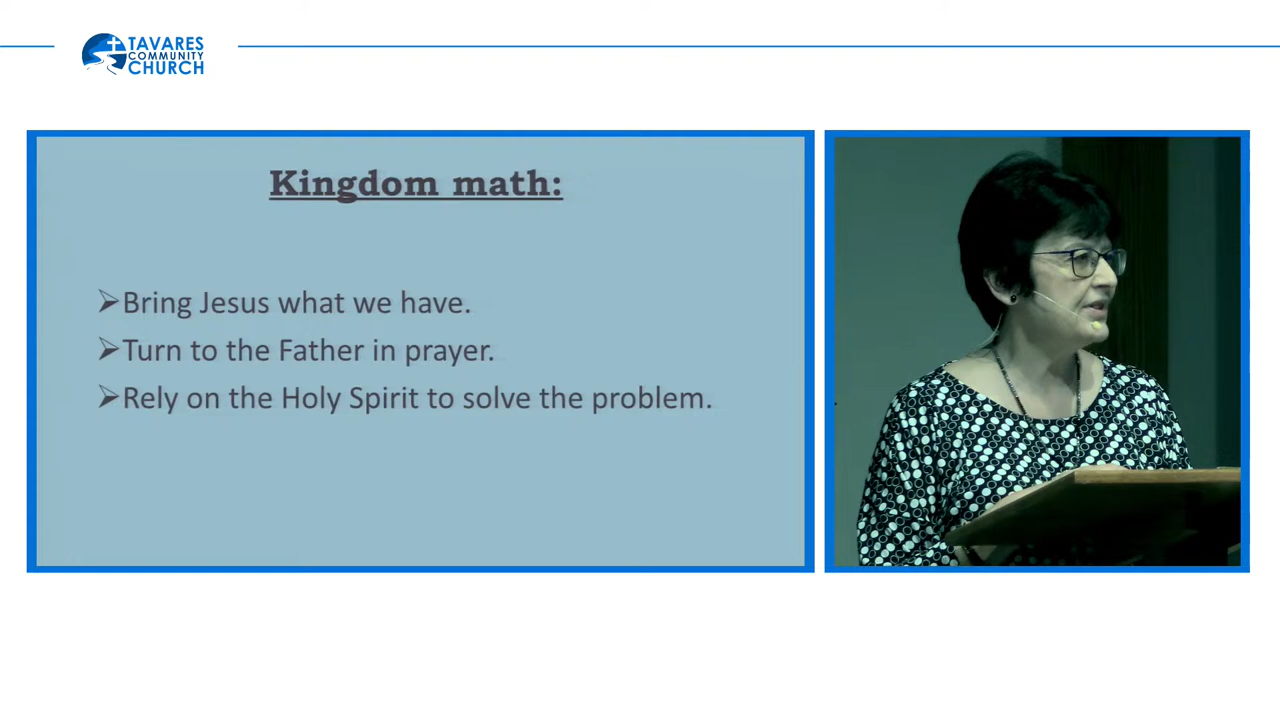 TAVARES
COMMUNITY
CHURCH
Kingdom math:
➢Bring Jesus what we have.
➢Turn to the Father in prayer.
➢Rely on the Holy Spirit to solve the problem.